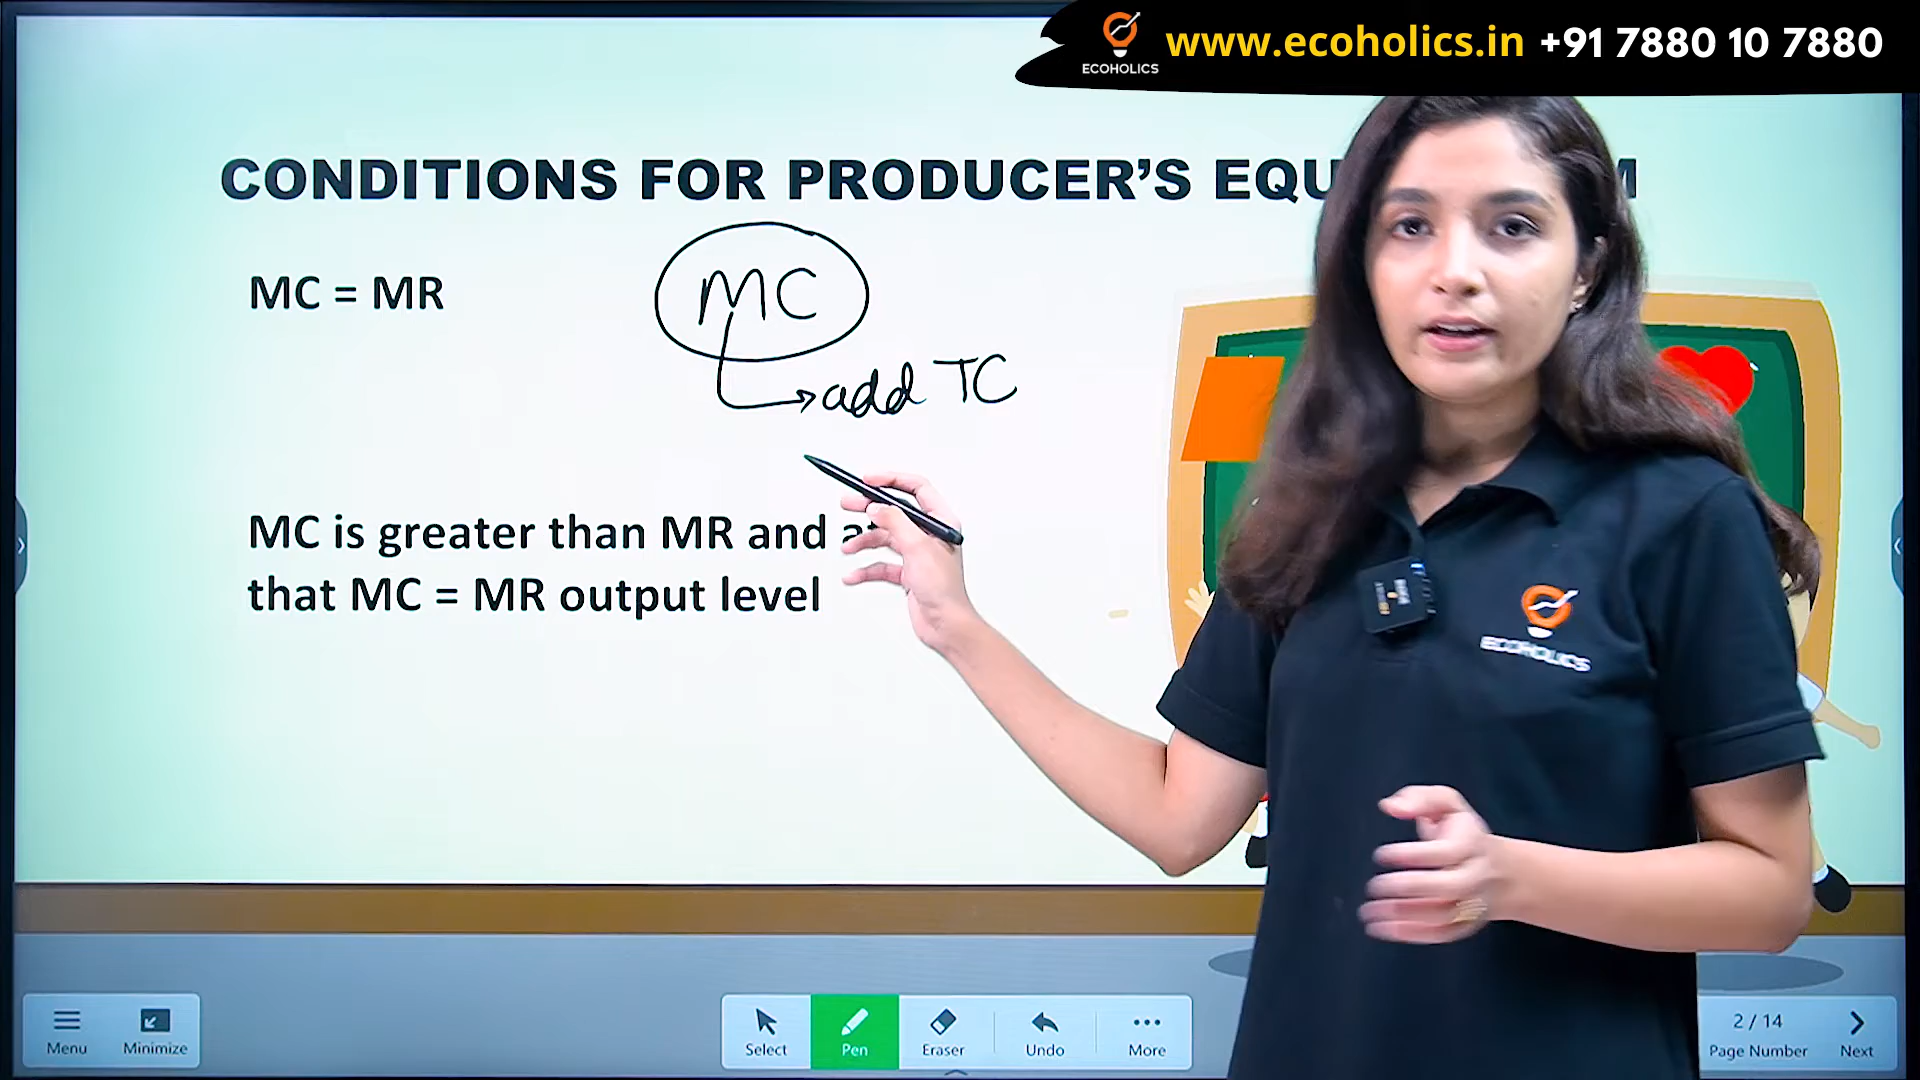 www.ecoholics.in +91 7880 10 7880
ECOHOLICS
CONDITIONS FOR PRODUCER'S
MC = MR
MC
add TC
MC is greater than MR and
that MC = MR output level
ECOHOLICS
Menu
Minimize
Select
Pen
Eraser
Undo
More
2 / 14
Page Number
Next